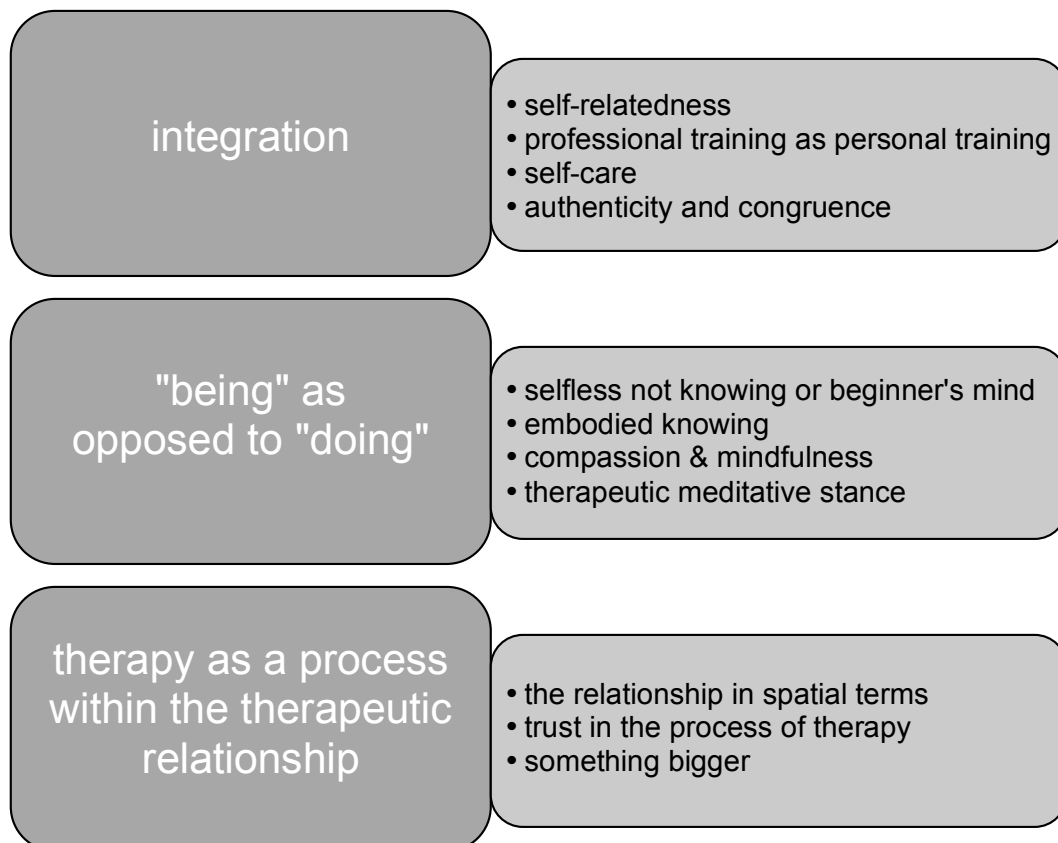 integration
• self-relatedness
• professional training as personal training
• self-care
• authenticity and congruence
"being" as
opposed to "doing"
• selfless not knowing or beginner's mind
• embodied knowing
• compassion & mindfulness
• therapeutic meditative stance
therapy as a process
within the therapeutic
relationship
• the relationship in spatial terms
• trust in the process of therapy
• something bigger